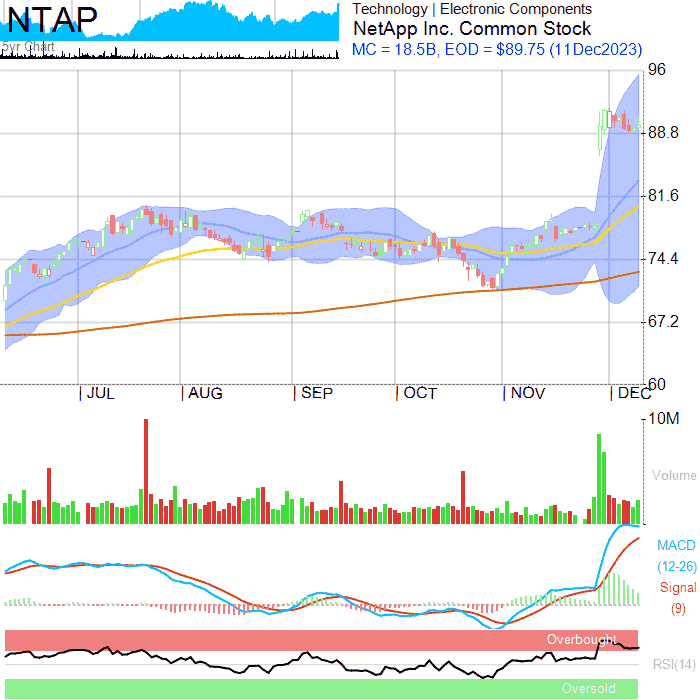 NTAP
5yr Chart
Technology | Electronic Components
NetApp Inc. Common Stock
MC = 18.5B, EOD = $89.75 (11Dec2023)
96
88.8
81.6
74.4
67.2
60
JUL AUG SEP OCT NOV DEC
10M
Volume
MACD
(12-26)
Signal
(9)
Overbought
RSI(14)
Oversold